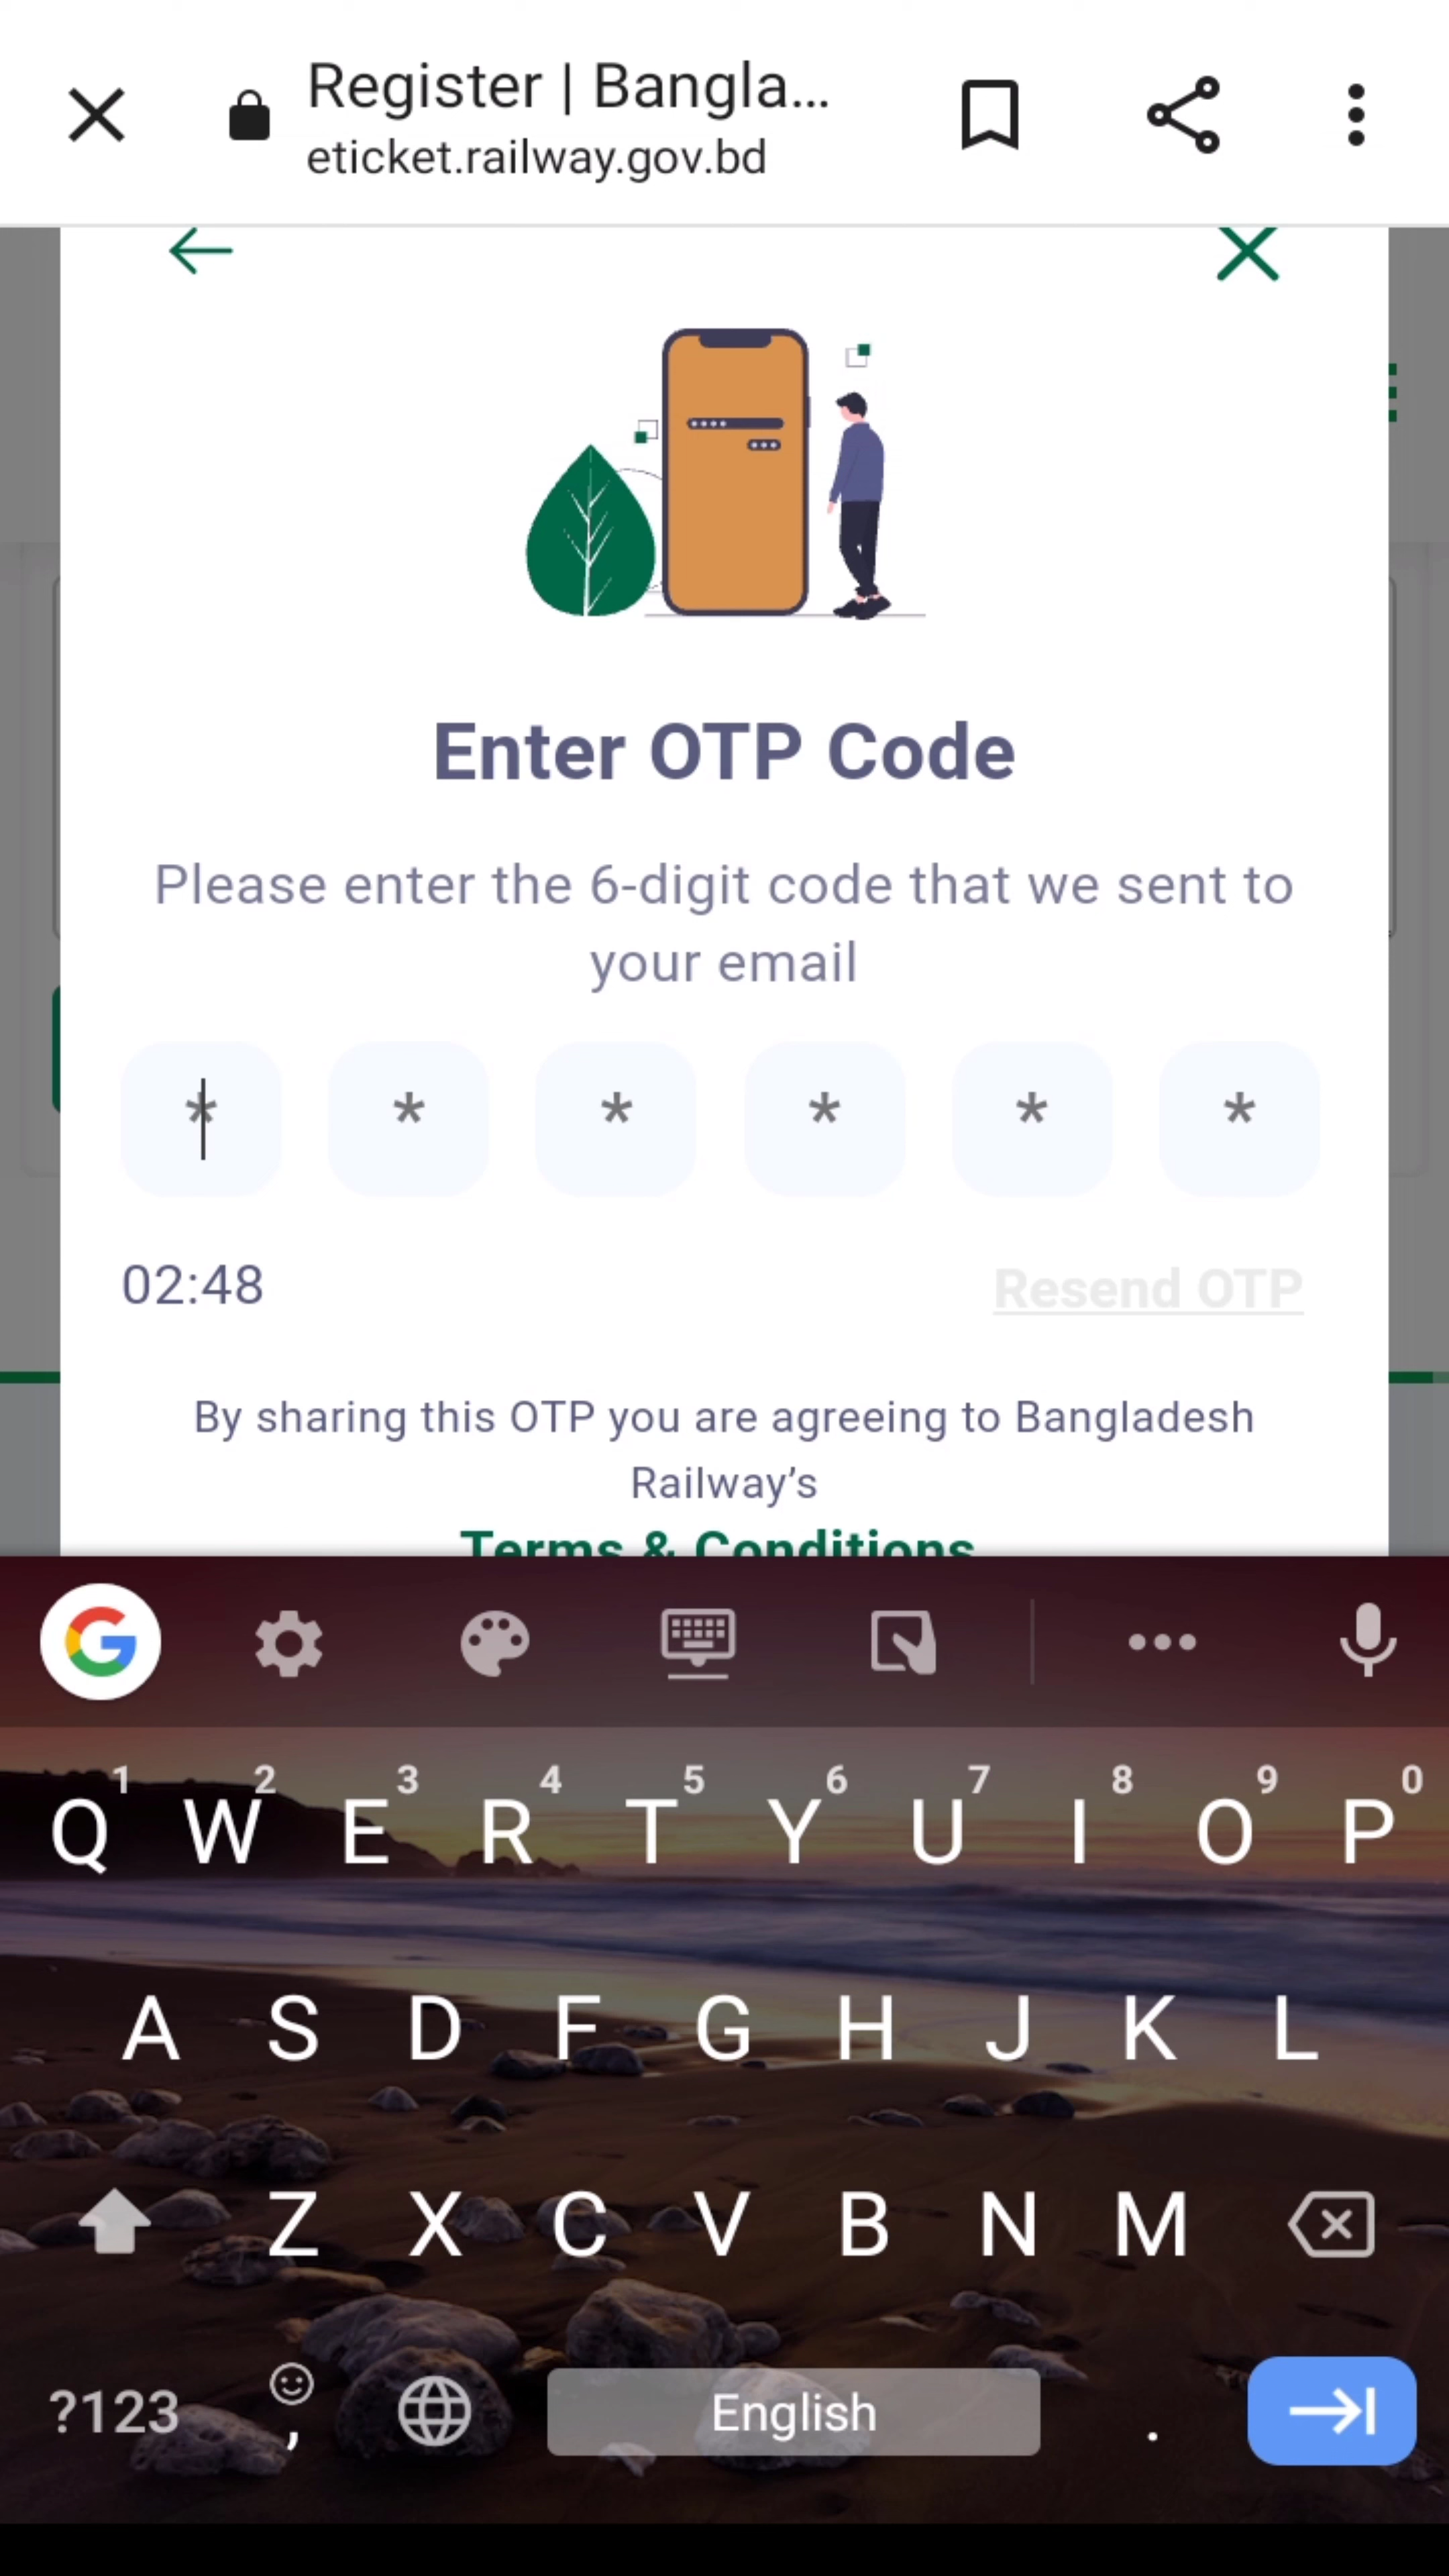 Register | Bangla...
eticket.railway.gov.bd
Enter OTP Code
Please enter the 6-digit code that we sent to
your email
* * * * * *
02:48
Resend OTP
By sharing this OTP you are agreeing to Bangladesh
Railway’s
Terms & Conditions
1 2 3 4 5 6 7 8 9 0
Q W E R T Y U I O P
A S D F G H J K L
Z X C V B N M
?123 , English .